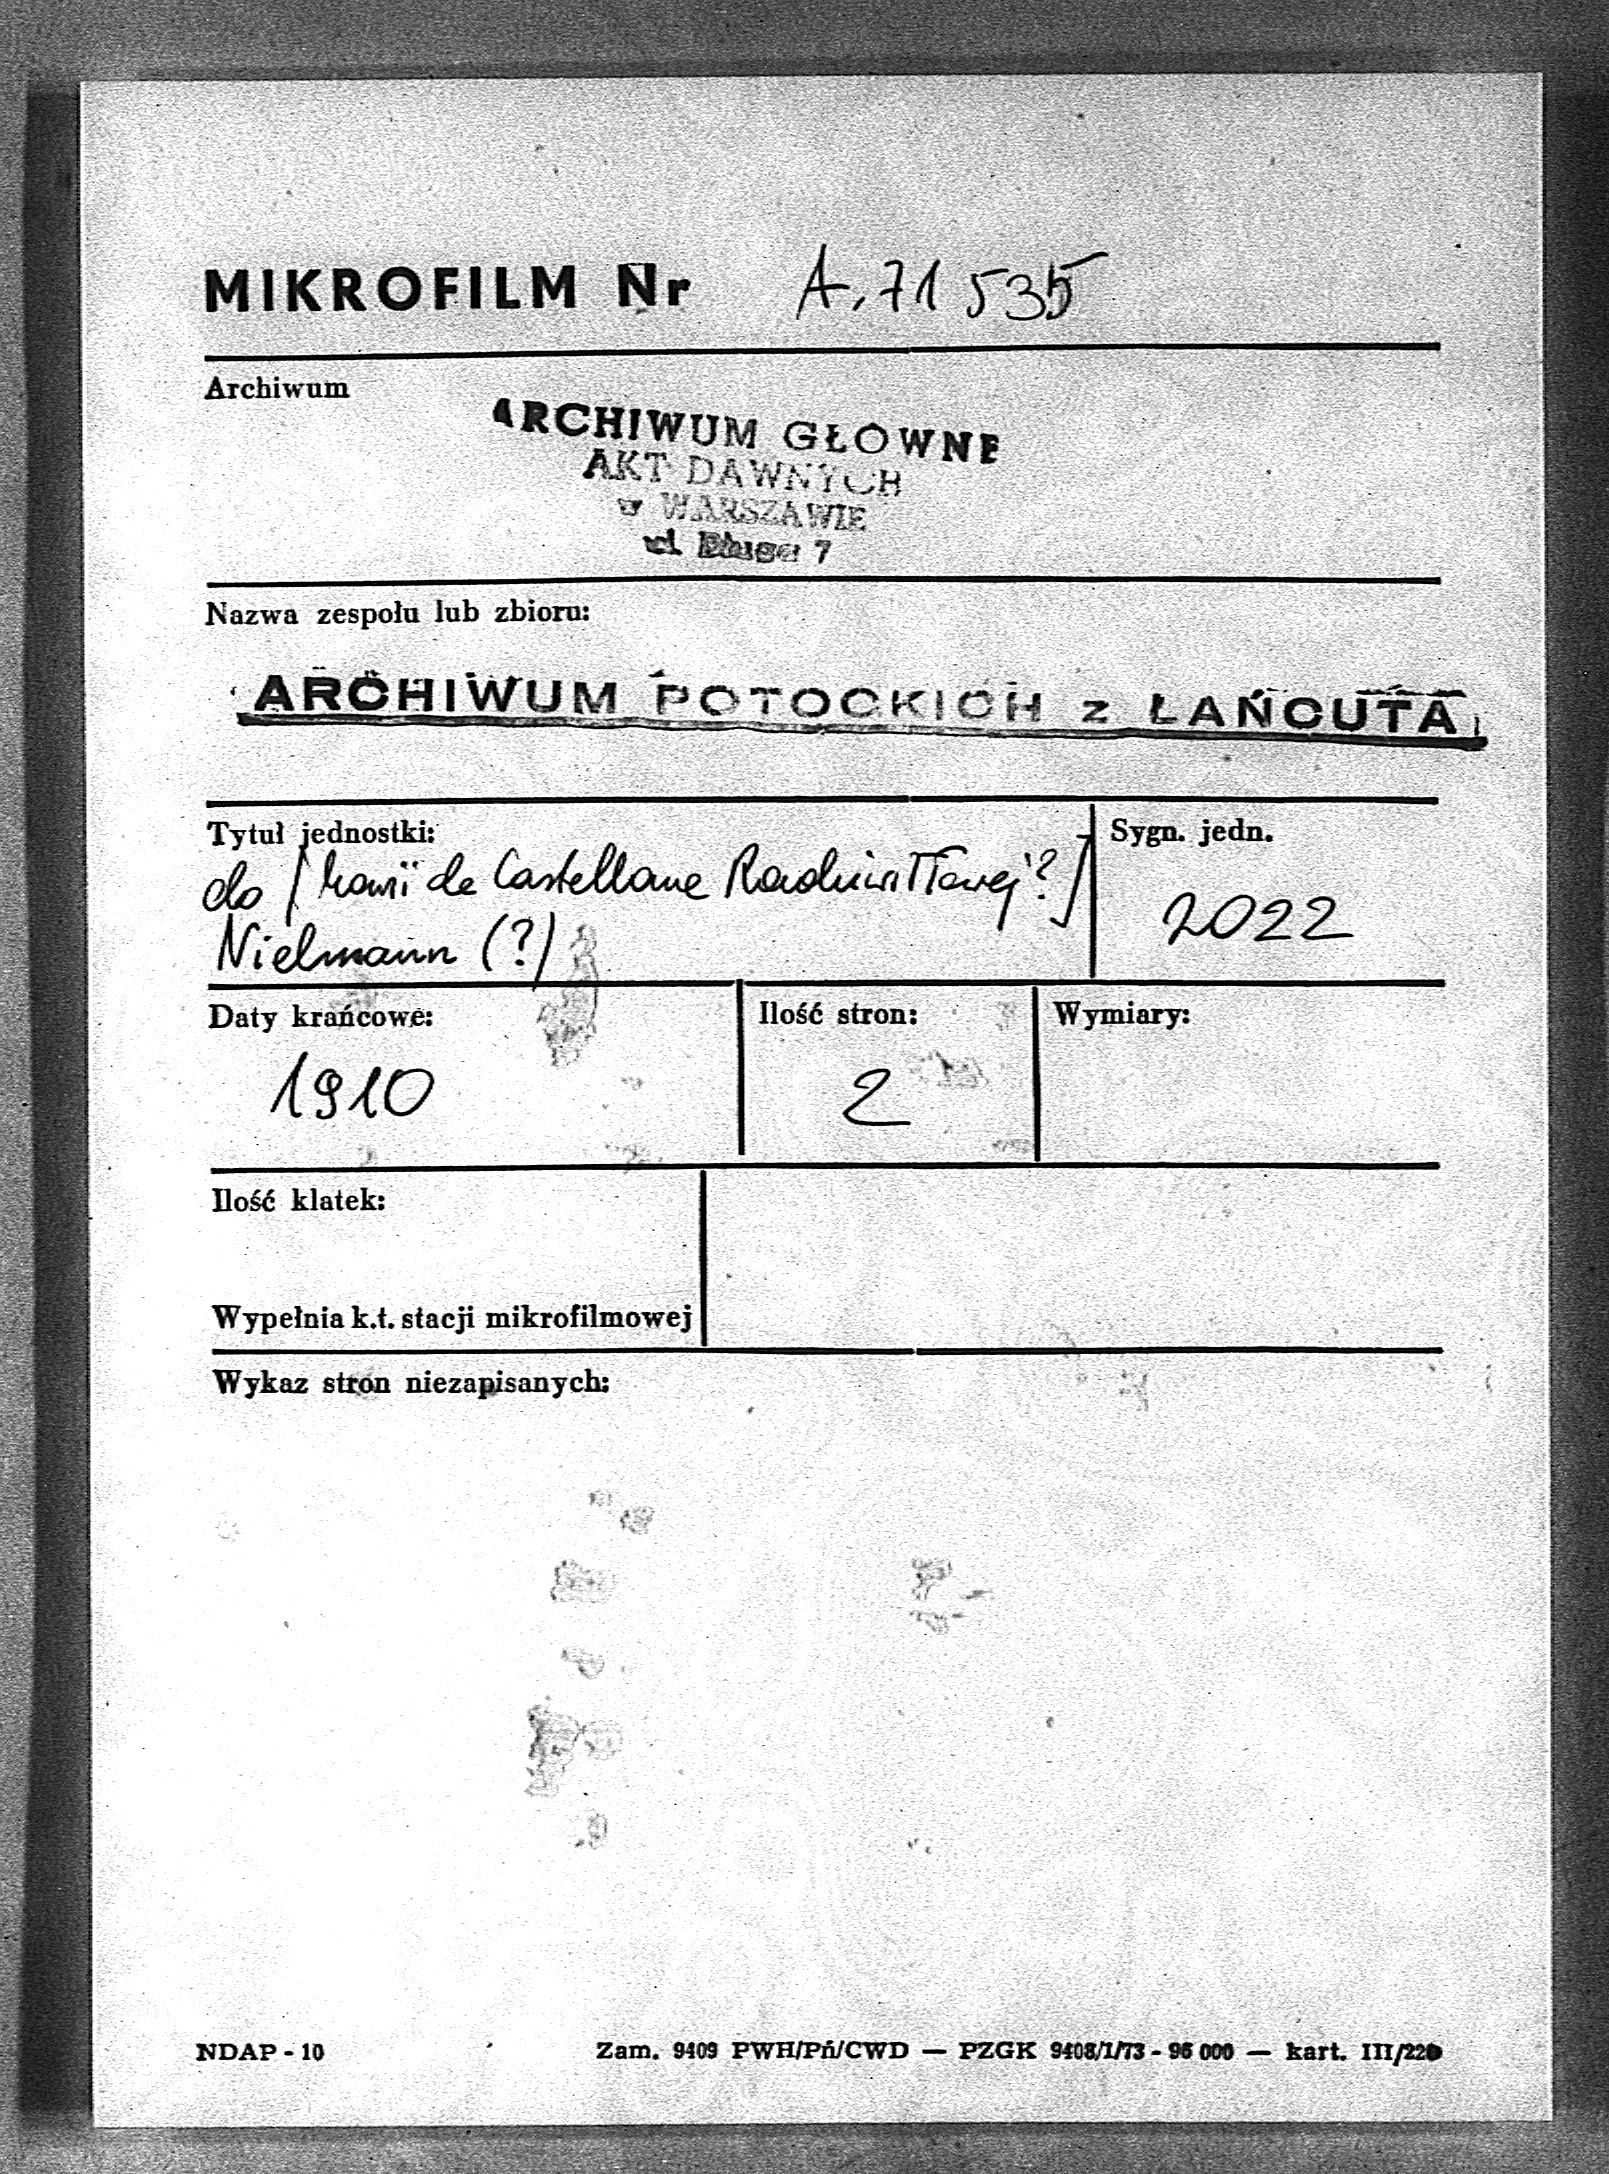 MIKROFILM Nr A. 71 535
Archiwum
ARCHIWUM GŁÓWNE
AKT DAWNYCH
w WARSZAWIE
ul. Długa 7
Nazwa zespołu lub zbioru:
ARCHIWUM POTOCKICH z ŁAŃCUTA
Tytuł jednostki:
do [ de Castellane Radziwiłłowej?]
Nielmann (?)
Sygn. jedn.
2022
Daty krańcowe:
1910
Ilość stron:
2
Wymiary:
Ilość klatek:
Wypełnia k.t. stacji mikrofilmowej
Wykaz stron niezapisanych:
NDAP - 10
Zam. 9409 PWH/Pń/CWD — PZGK 9408/1/73 - 96 000 — kart. III/220